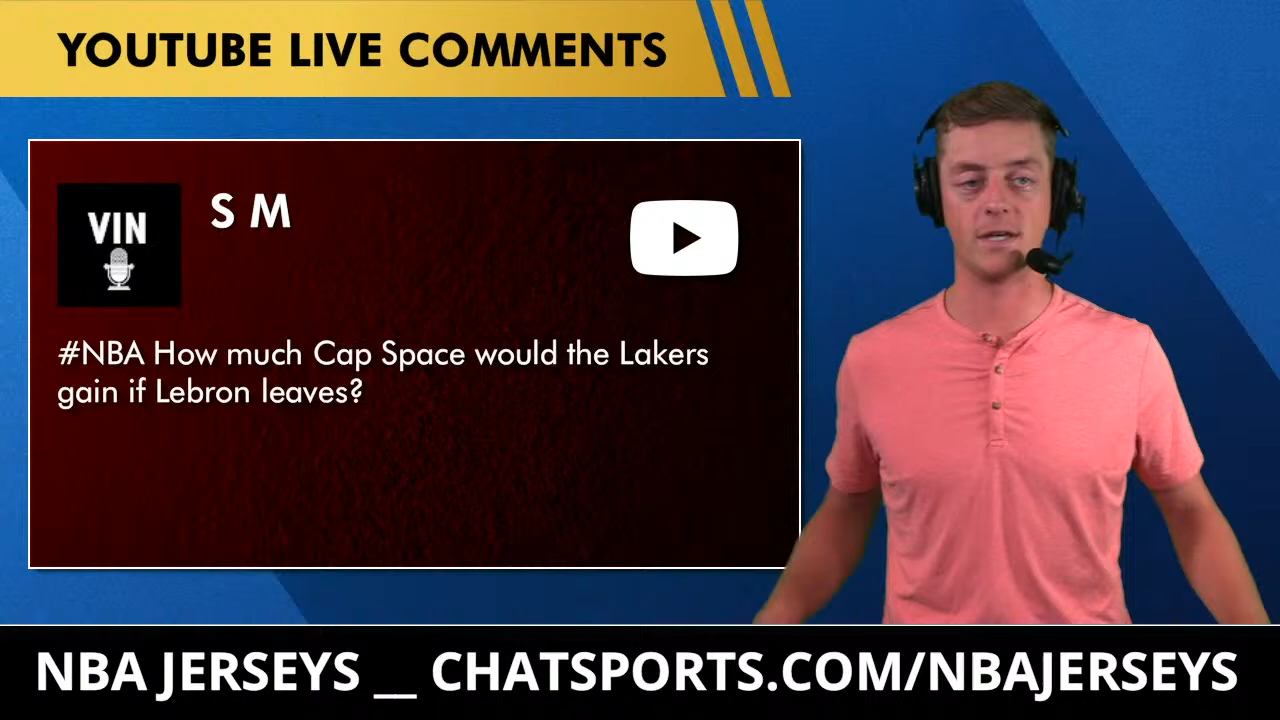 YOUTUBE LIVE COMMENTS
VIN
S M
#NBA How much Cap Space would the Lakers
gain if Lebron leaves?
NBA JERSEYS __ CHATSPORTS.COM/NBAJERSEYS